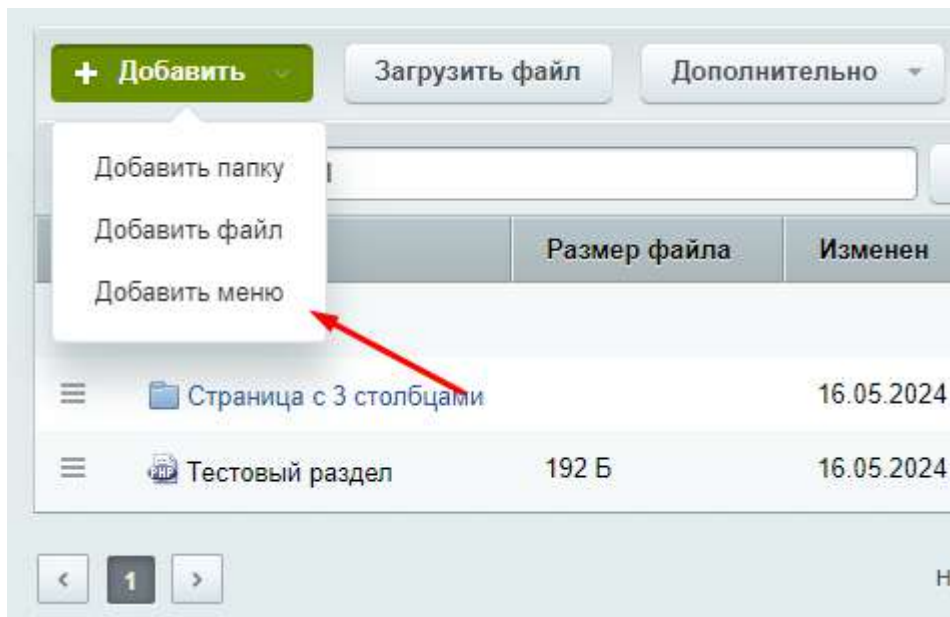 Добавить
Загрузить файл
Дополнительно
Добавить папку
Добавить файл
Добавить меню
Размер файла
Изменен
Страница с 3 столбцами
16.05.2024
PHP
Тестовый раздел
192 Б
16.05.2024
1